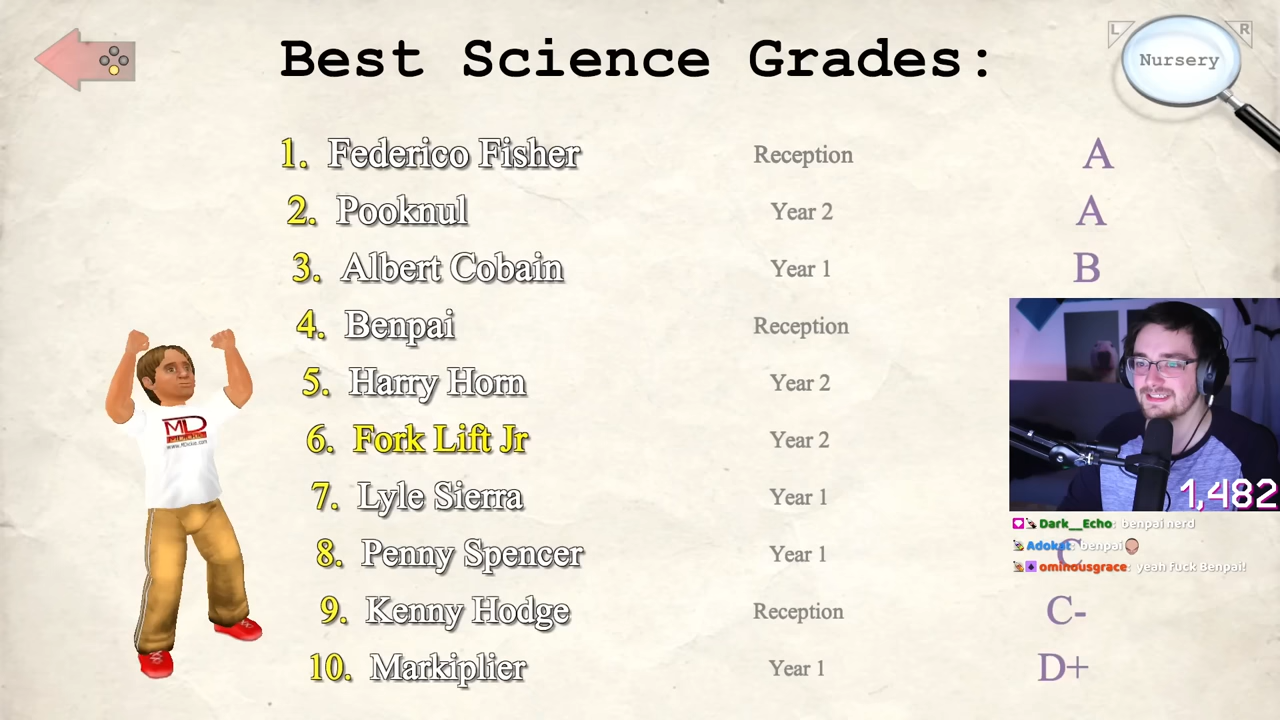 Best Science Grades:
L
R
Nursery
1. Federico Fisher Reception A
2. Pooknul Year 2 A
3. Albert Cobain Year 1 B
4. Benpai Reception
5. Harry Horn Year 2
6. Fork Lift Jr Year 2
7. Lyle Sierra Year 1
8. Penny Spencer Year 1 C
9. Kenny Hodge Reception C-
10. Markiplier Year 1 D+
MD
1,482
Dark__Echo: benpai nerd
Adokat: benpai
ominousgrace: yeah fuck Benpai!